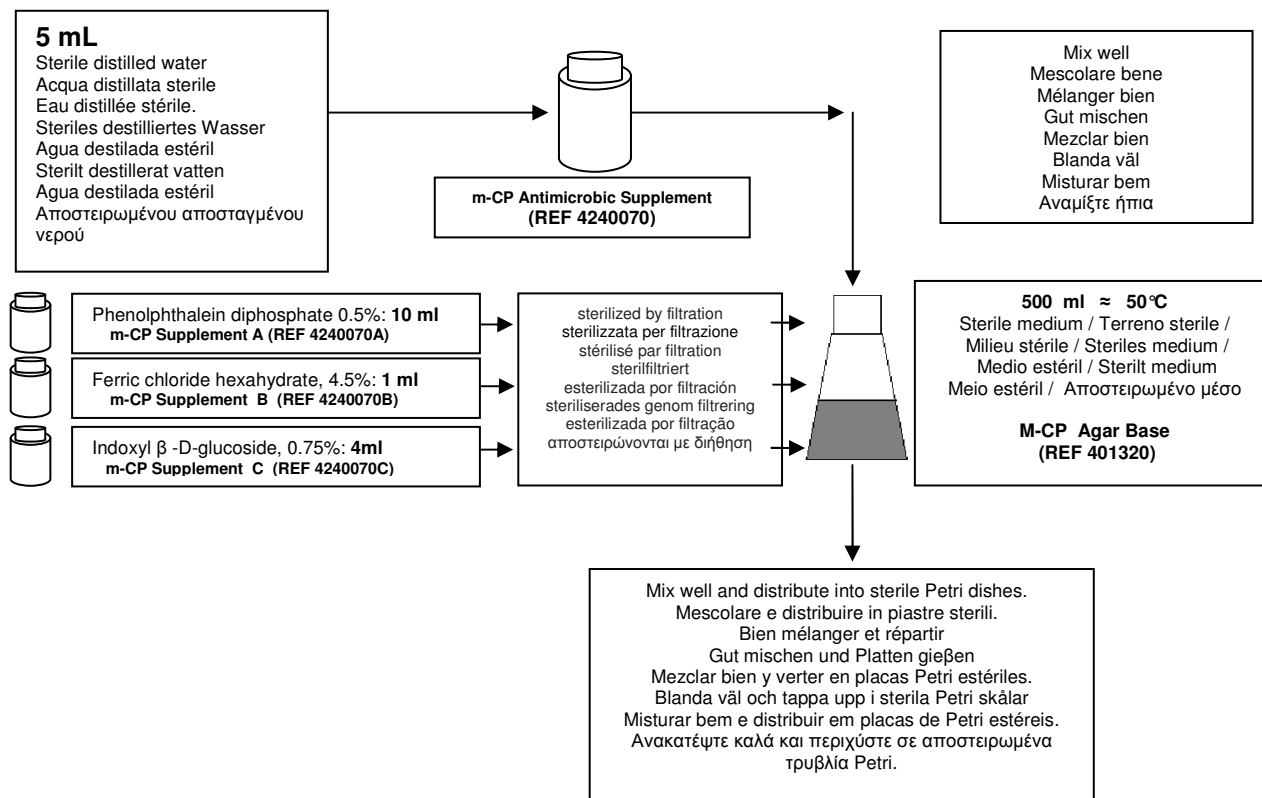 5 mL
Sterile distilled water
Acqua distillata sterile
Eau distillée stérile.
Steriles destilliertes Wasser
Agua destilada estéril
Sterilt destillerat vatten
Agua destilada estéril
Αποστειρωμένου αποσταγμένου
νερού
m-CP Antimicrobic Supplement
(REF 4240070)
Mix well
Mescolare bene
Mélanger bien
Gut mischen
Mezclar bien
Blanda väl
Misturar bem
Αναμίξτε ήπια
Phenolphthalein diphosphate 0.5%: 10 ml
m-CP Supplement A (REF 4240070A)
Ferric chloride hexahydrate, 4.5%: 1 ml
m-CP Supplement B (REF 4240070B)
Indoxyl β -D-glucoside, 0.75%: 4ml
m-CP Supplement C (REF 4240070C)
sterilized by filtration
sterilizzata per filtrazione
stérilisé par filtration
sterilfiltriert
esterilizada por filtración
steriliserades genom filtrering
esterilizada por filtração
αποστειρώνονται με διήθηση
500 ml ≈ 50°C
Sterile medium / Terreno sterile /
Milieu stérile / Steriles medium /
Medio estéril / Sterilt medium
Meio estéril / Αποστειρωμένο μέσο
M-CP Agar Base
(REF 401320)
Mix well and distribute into sterile Petri dishes.
Mescolare e distribuire in piastre sterili.
Bien mélanger et répartir
Gut mischen und Platten gieβen
Mezclar bien y verter en placas Petri estériles.
Blanda väl och tappa upp i sterila Petri skålar
Misturar bem e distribuir em placas de Petri estéreis.
Ανακατέψτε καλά και περιχύστε σε αποστειρωμένα
τρυβλία Petri.